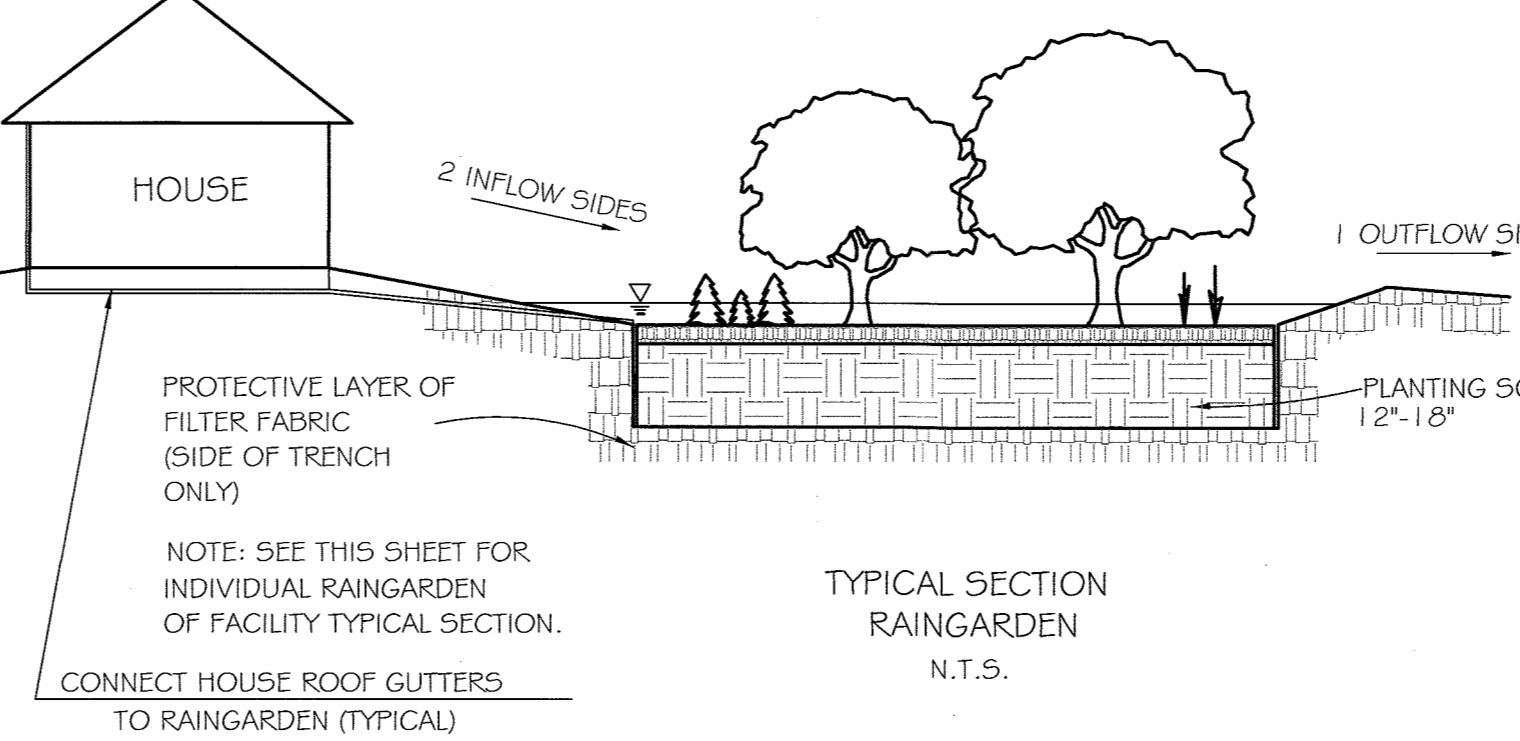 HOUSE
2 INFLOW SIDES
1 OUTFLOW
PLANTING
12"-18"
PROTECTIVE LAYER OF
FILTER FABRIC
(SIDE OF TRENCH
ONLY)
NOTE: SEE THIS SHEET FOR
INDIVIDUAL RAINGARDEN
OF FACILITY TYPICAL SECTION.
CONNECT HOUSE ROOF GUTTERS
TO RAINGARDEN (TYPICAL)
TYPICAL SECTION
RAINGARDEN
N.T.S.